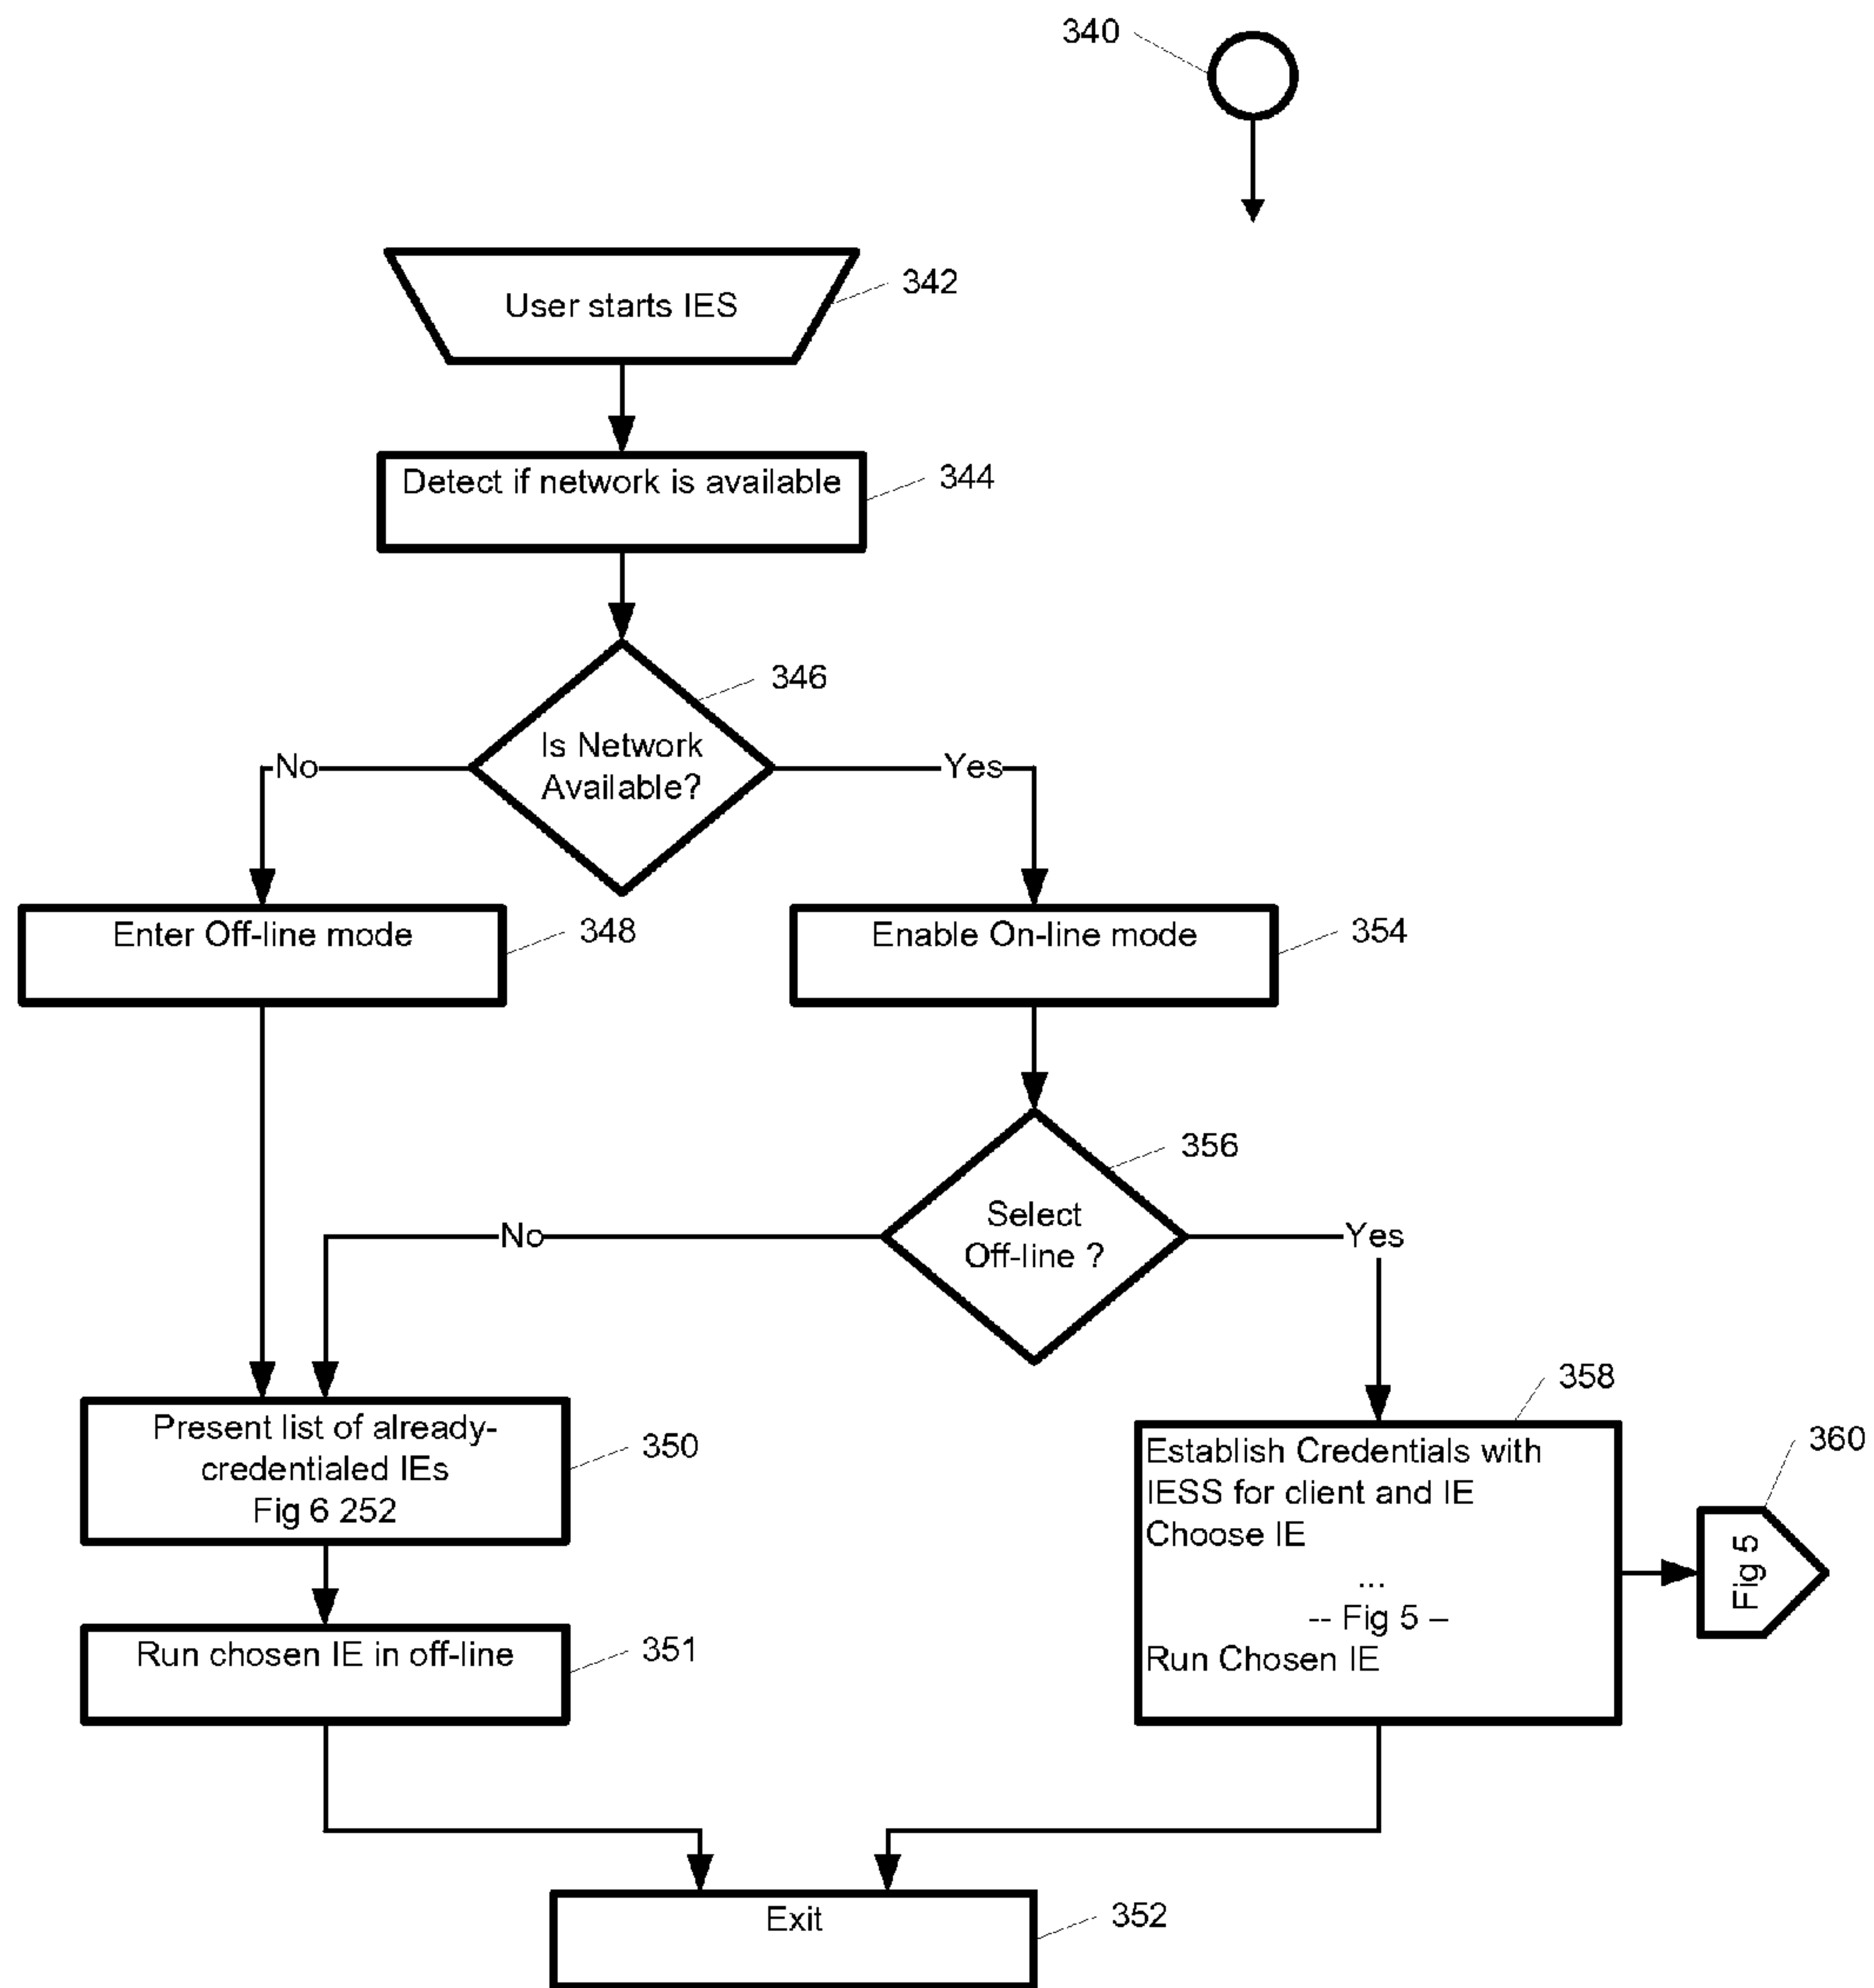 340
User starts IES
342
Detect if network is available
344
346
Is Network
Available?
No
Yes
Enter Off-line mode
348
Enable On-line mode
354
356
Select
Off-line ?
No
Yes
Present list of already-
credentialed IEs
Fig 6 252
350
358
Establish Credentials with
IESS for client and IE
Choose IE
...
-- Fig 5 –
Run Chosen IE
360
Fig 5
Run chosen IE in off-line
351
Exit
352